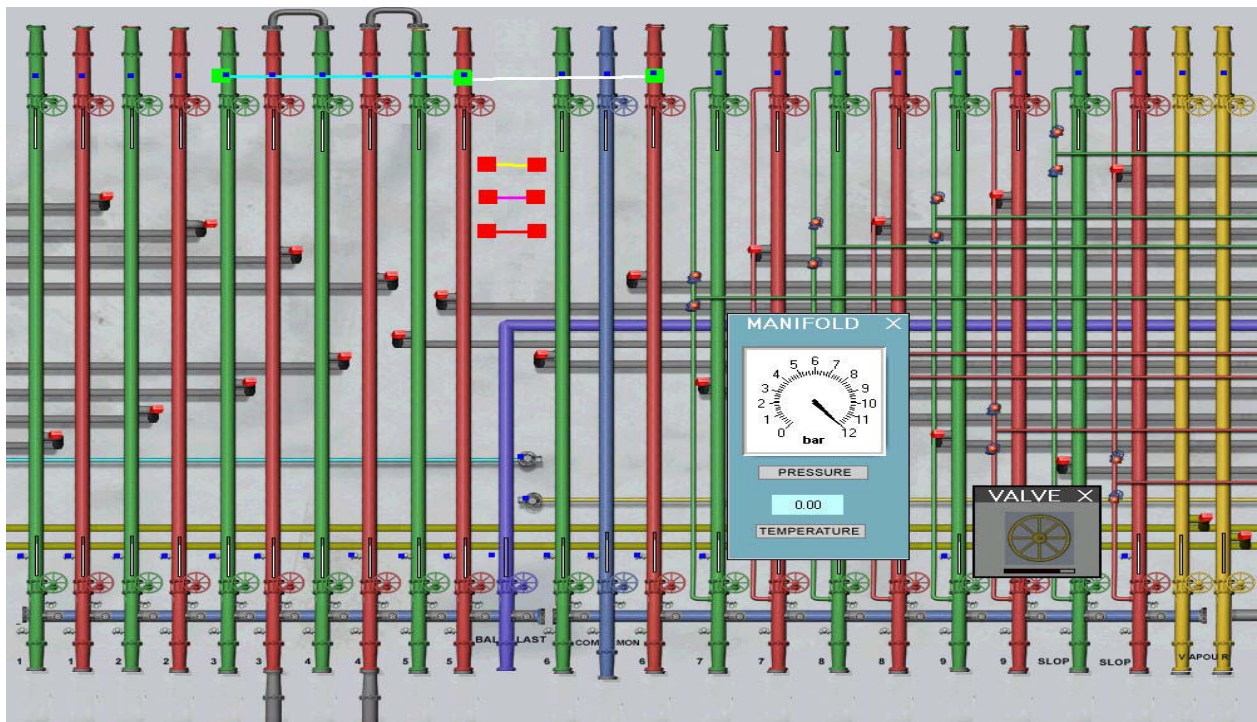 MANIFOLD X
6
5 7
4 8
3 9
2 10
1 11
0 12
bar
PRESSURE
0.00
TEMPERATURE
VALVE X
BALLAST COMMON
1 1 2 2 3 3 4 4 5 5 6 6 7 7 8 8 9 9 SLOP SLOP VAPOUR